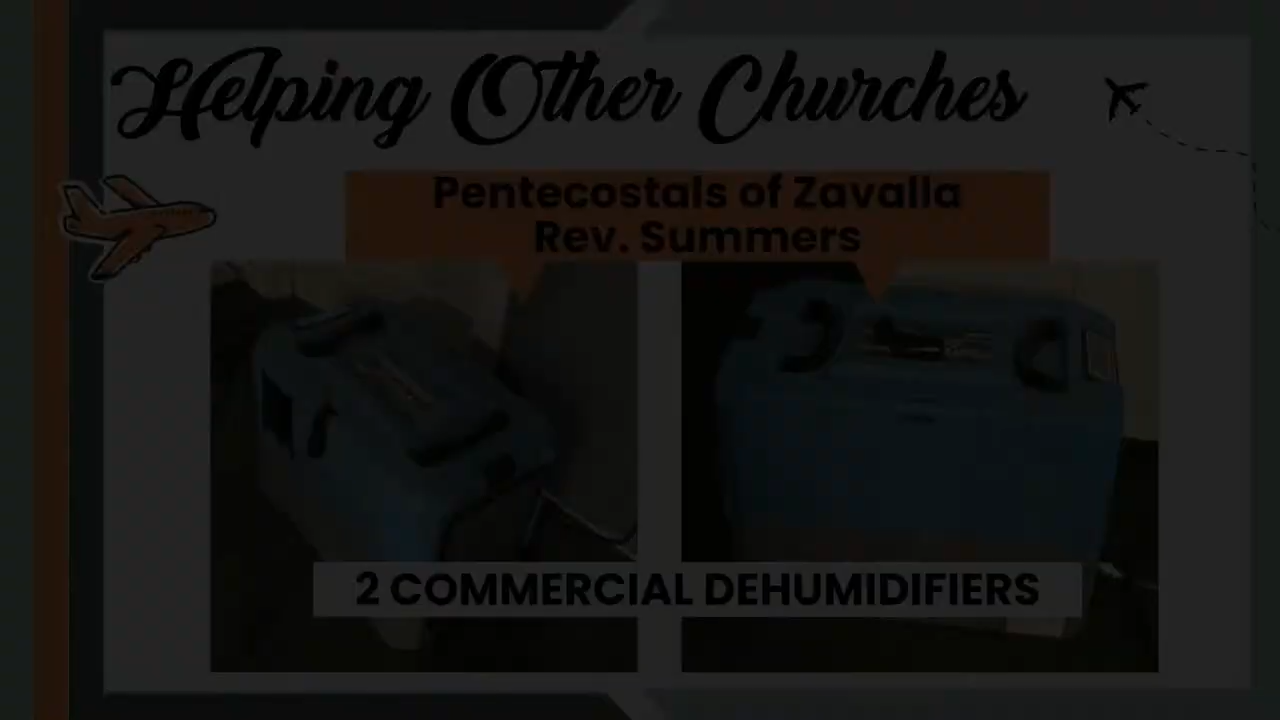 Helping Other Churches
Pentecostals of Zavalla
Rev. Summers
2 COMMERCIAL DEHUMIDIFIERS